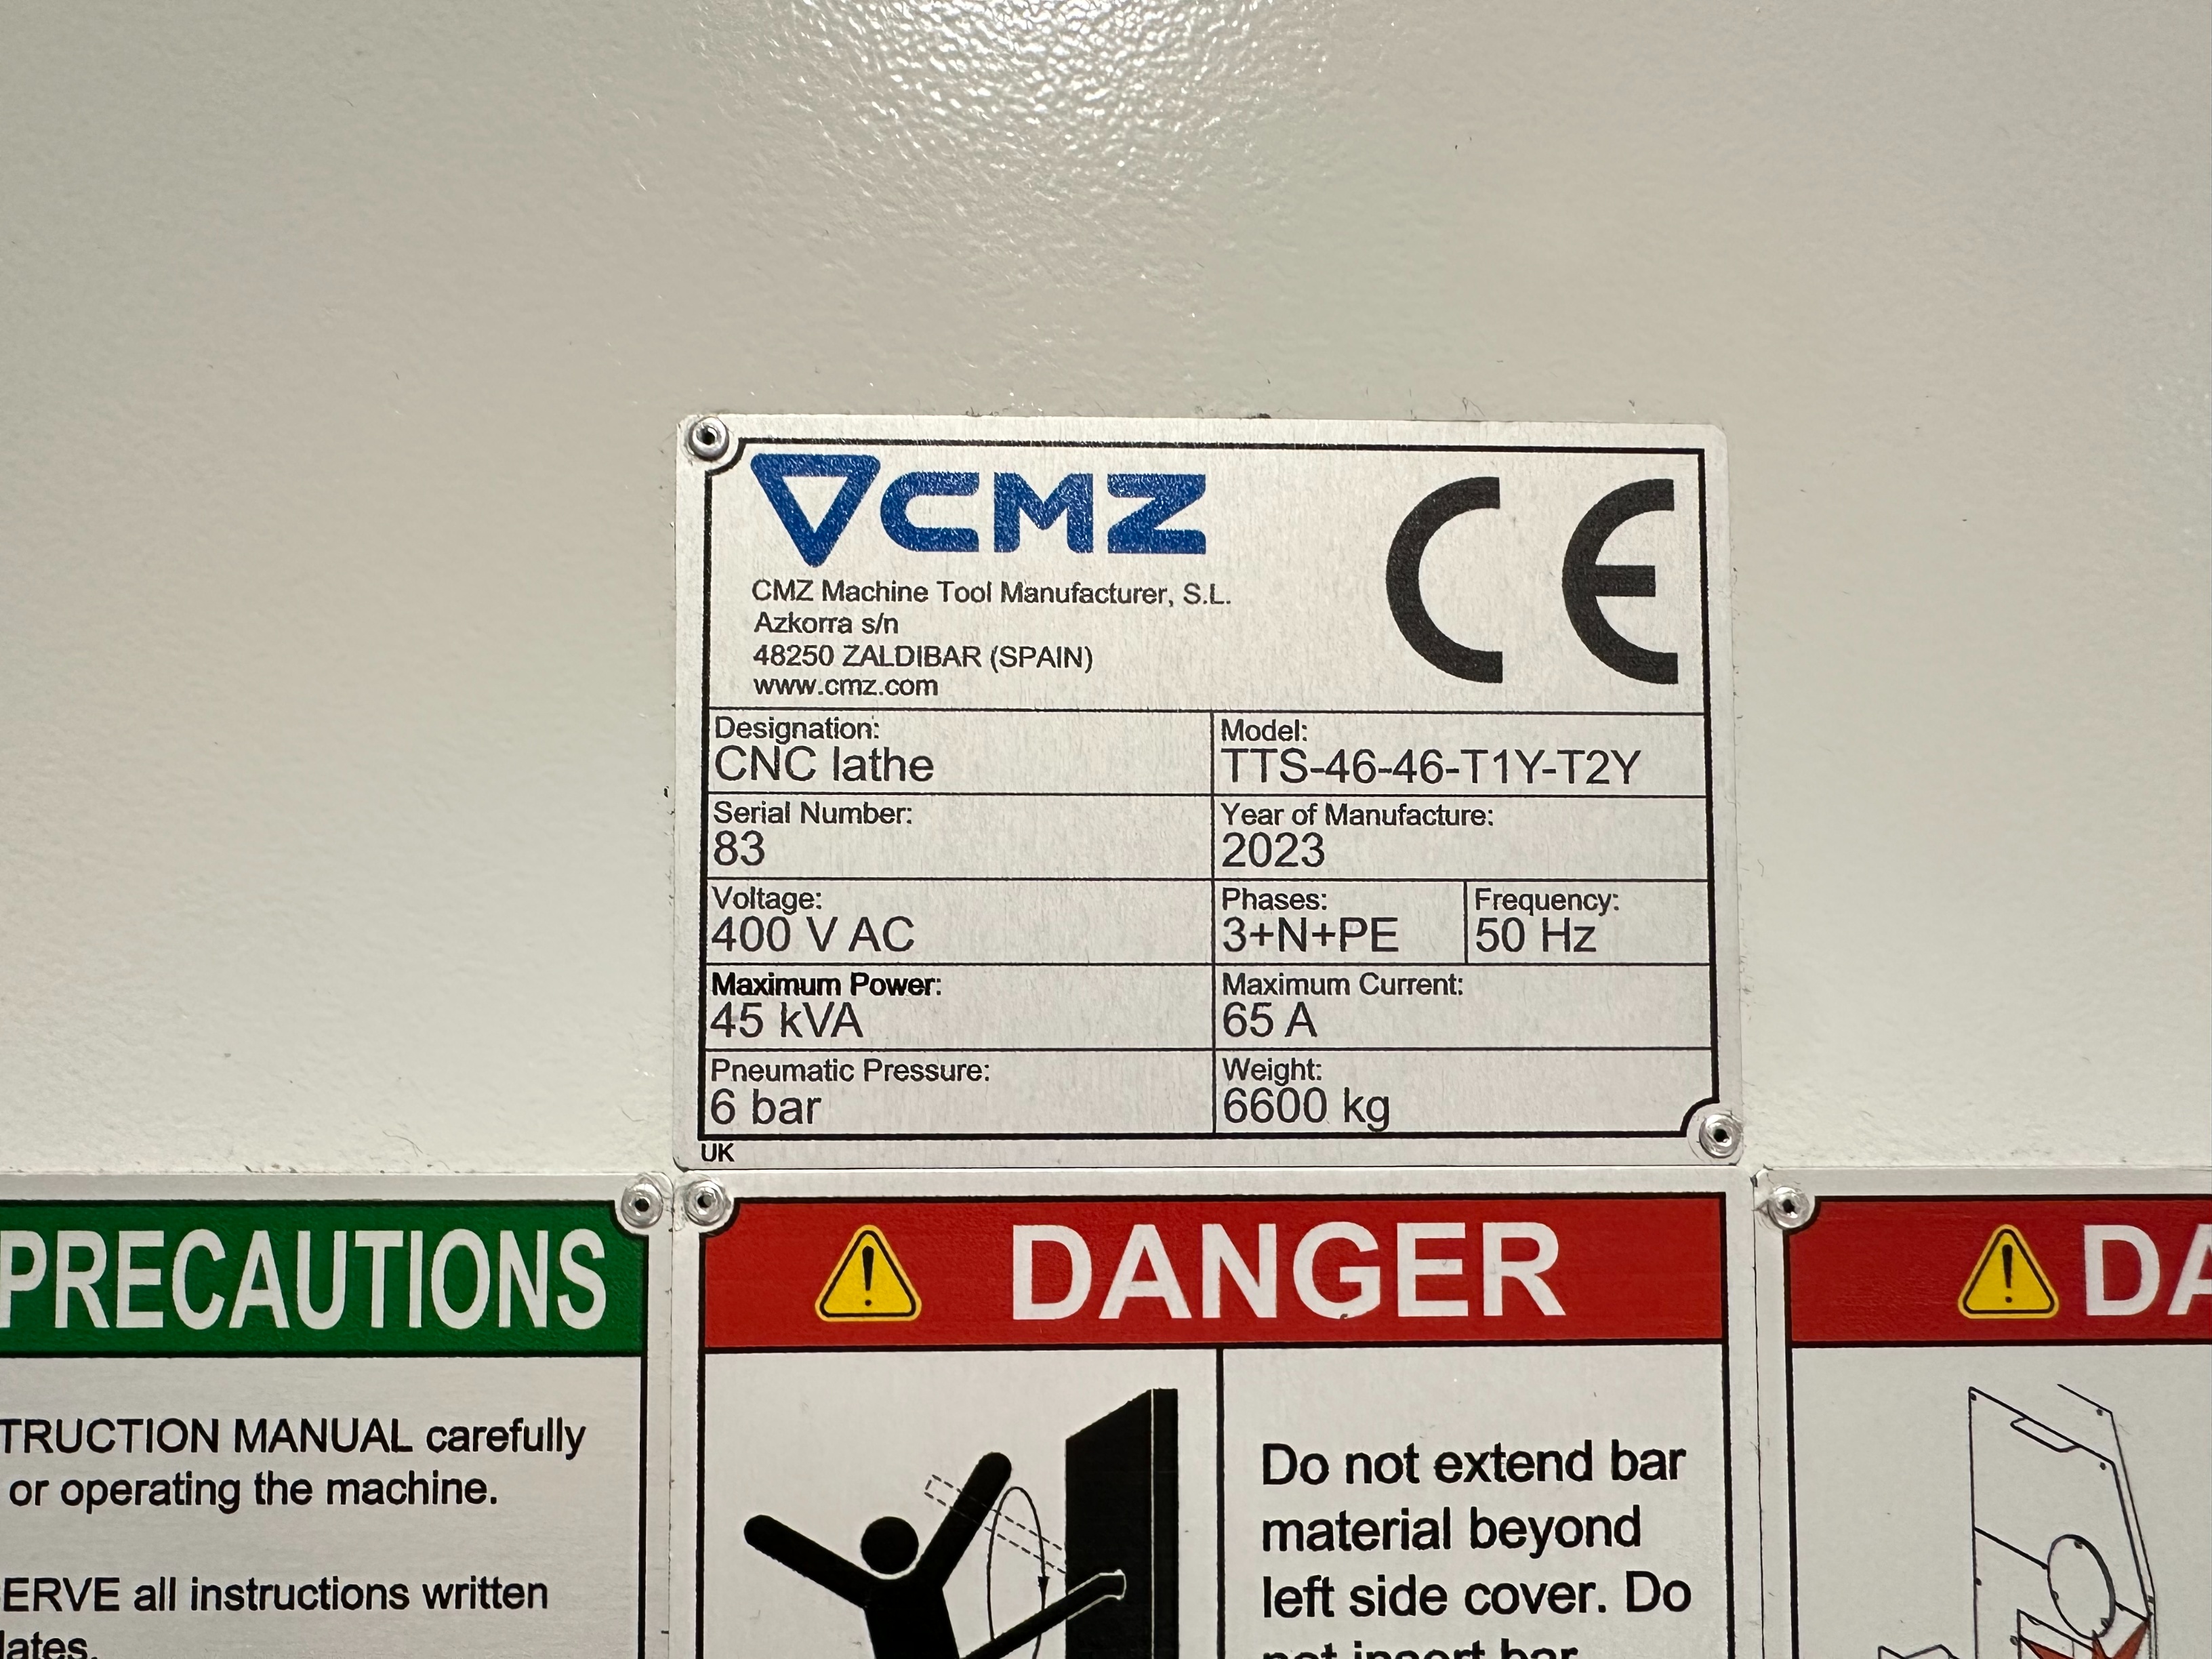 CMZ
CE
CMZ Machine Tool Manufacturer, S.L.
Azkorra s/n
48250 ZALDIBAR (SPAIN)
www.cmz.com
Designation:
CNC lathe
Model:
TTS-46-46-T1Y-T2Y
Serial Number:
83
Year of Manufacture:
2023
Voltage:
400 V AC
Phases:
3+N+PE
Frequency:
50 Hz
Maximum Power:
45 kVA
Maximum Current:
65 A
Pneumatic Pressure:
6 bar
Weight:
6600 kg
UK
PRECAUTIONS
TRUCTION MANUAL carefully
or operating the machine.
ERVE all instructions written
lates.
DANGER
Do not extend bar
material beyond
left side cover. Do
not insert bar
DA